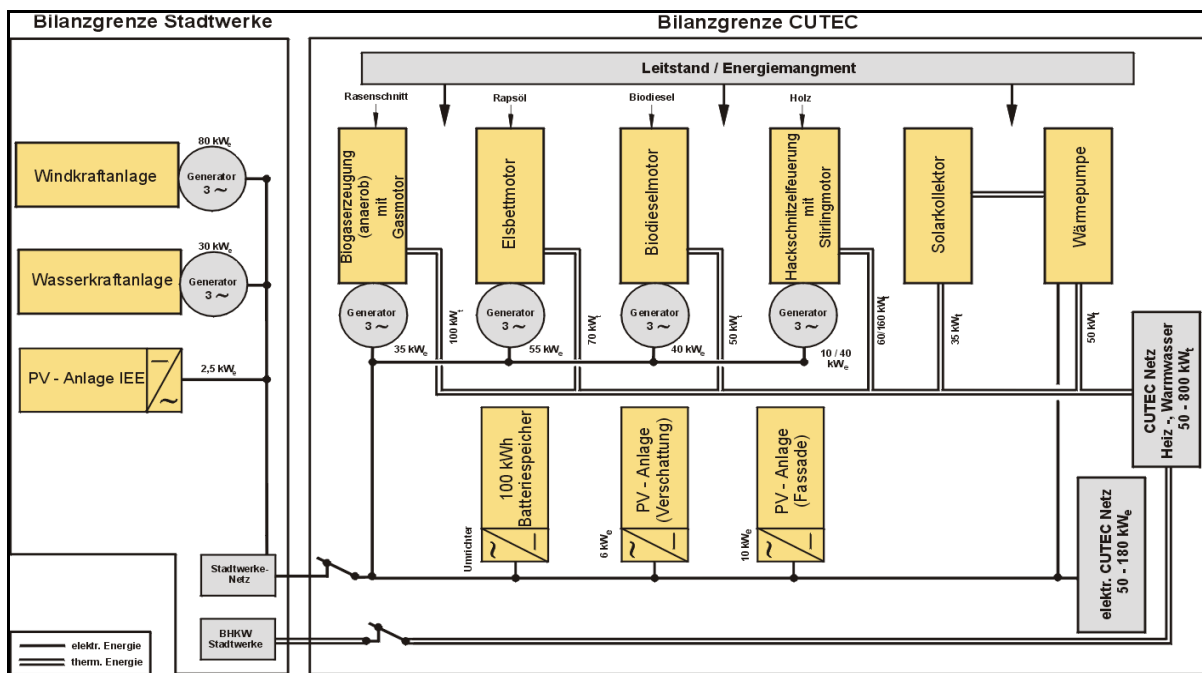 Bilanzgrenze Stadtwerke
Bilanzgrenze CUTEC
Leitstand / Energiemangment
Rasenschnitt
Rapsöl
Biodiesel
Holz
80 kWe
Windkraftanlage
Generator
3 ~
30 kWe
Wasserkraftanlage
Generator
3 ~
PV - Anlage IEE
~
2,5 kWe
Biogaserzeugung
(anaerob)
mit
Gasmotor
Elsbettmotor
Biodieselmotor
Hackschnitzelfeuerung
mit
Stirlingmotor
Solarkollektor
Wärmepumpe
Generator
3 ~
Generator
3 ~
Generator
3 ~
Generator
3 ~
35 kWe
100 kWt
55 kWe
70 kWt
40 kWe
50 kWt
10 / 40
kWe
60/160 kWt
35 kWt
50 kWt
CUTEC Netz
Heiz -, Warmwasser
50 - 800 kWt
100 kWh
Batteriespeicher
PV - Anlage
(Verschattung)
PV - Anlage
(Fassade)
Umrichter
~
6 kWe
~
10 kWe
~
elektr. CUTEC Netz
50 - 180 kWe
Stadtwerke-
Netz
BHKW
Stadtwerke
elektr. Energie
therm. Energie